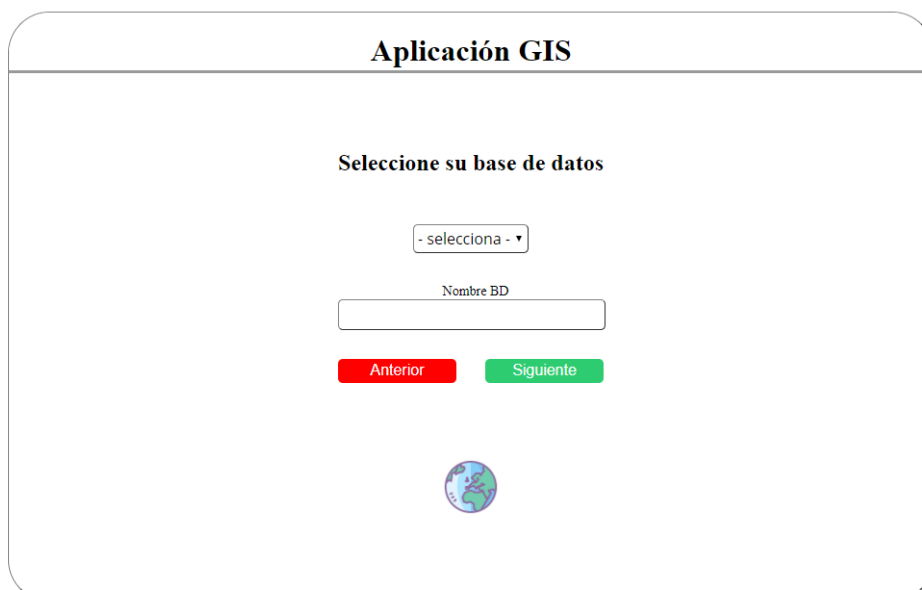 Aplicación GIS
Seleccione su base de datos
- selecciona -
Nombre BD
Anterior Siguiente